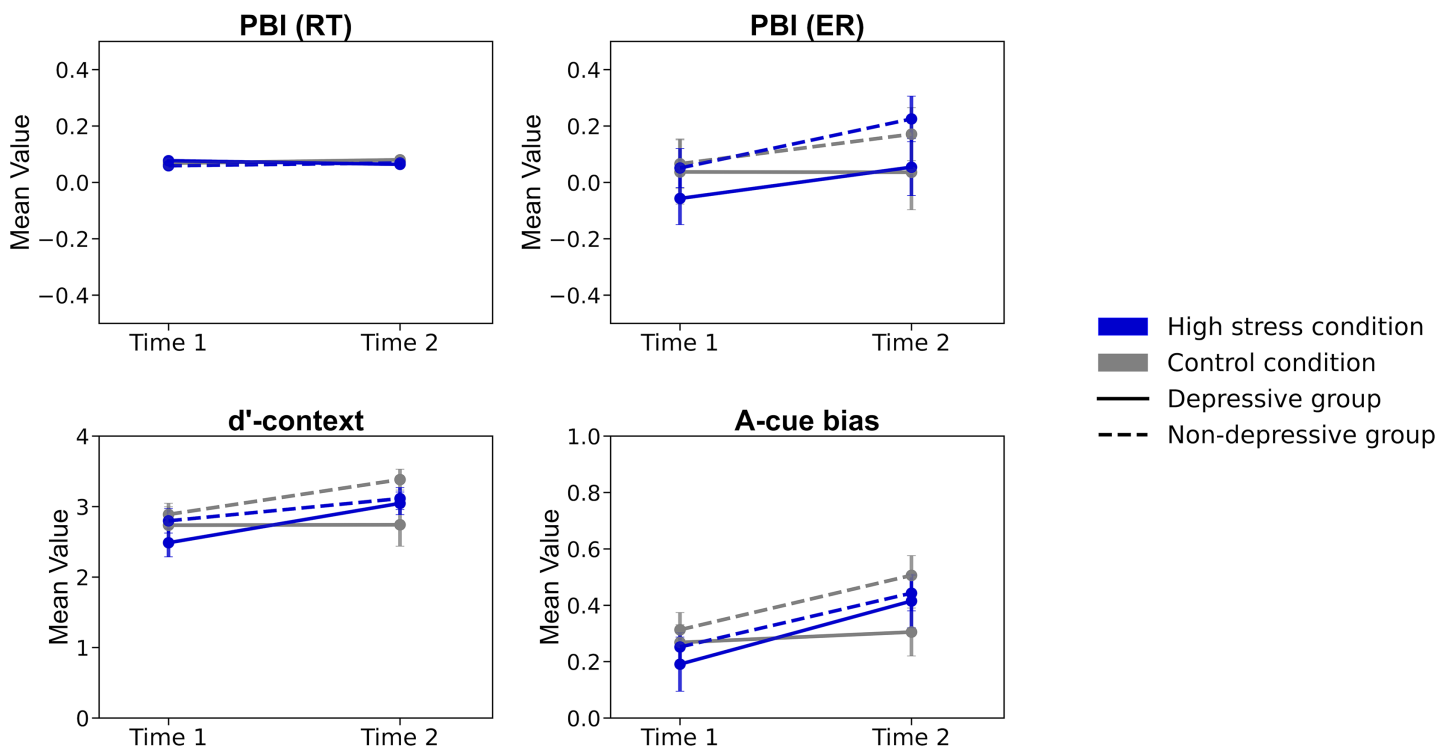 PBI (RT)
Mean Value
0.4
0.2
0.0
−0.2
−0.4
Time 1
Time 2
PBI (ER)
Mean Value
0.4
0.2
0.0
−0.2
−0.4
Time 1
Time 2
High stress condition
Control condition
Depressive group
Non-depressive group
d'-context
Mean Value
4
3
2
1
0
Time 1
Time 2
A-cue bias
Mean Value
1.0
0.8
0.6
0.4
0.2
0.0
Time 1
Time 2